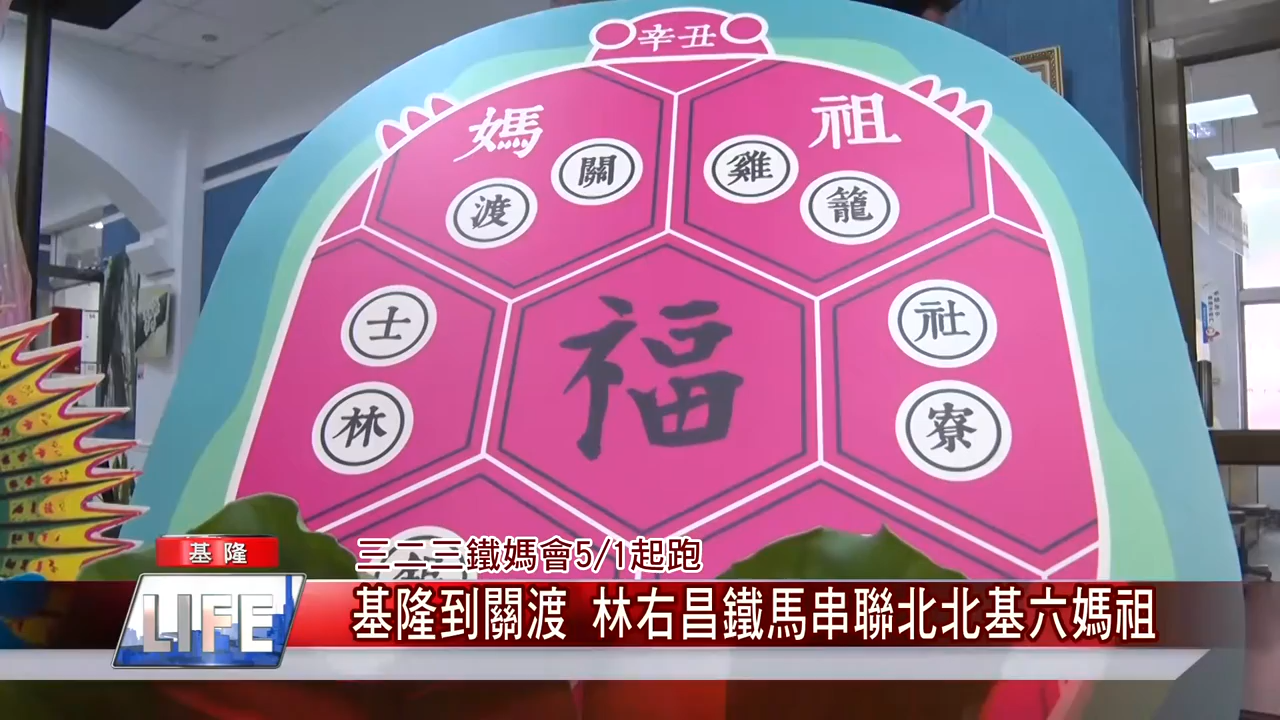 辛丑
媽祖
關渡
雞籠
士林
社寮
福
基隆
LIFE
三二三鐵媽會5/1起跑
基隆到關渡 林右昌鐵馬串聯北北基六媽祖